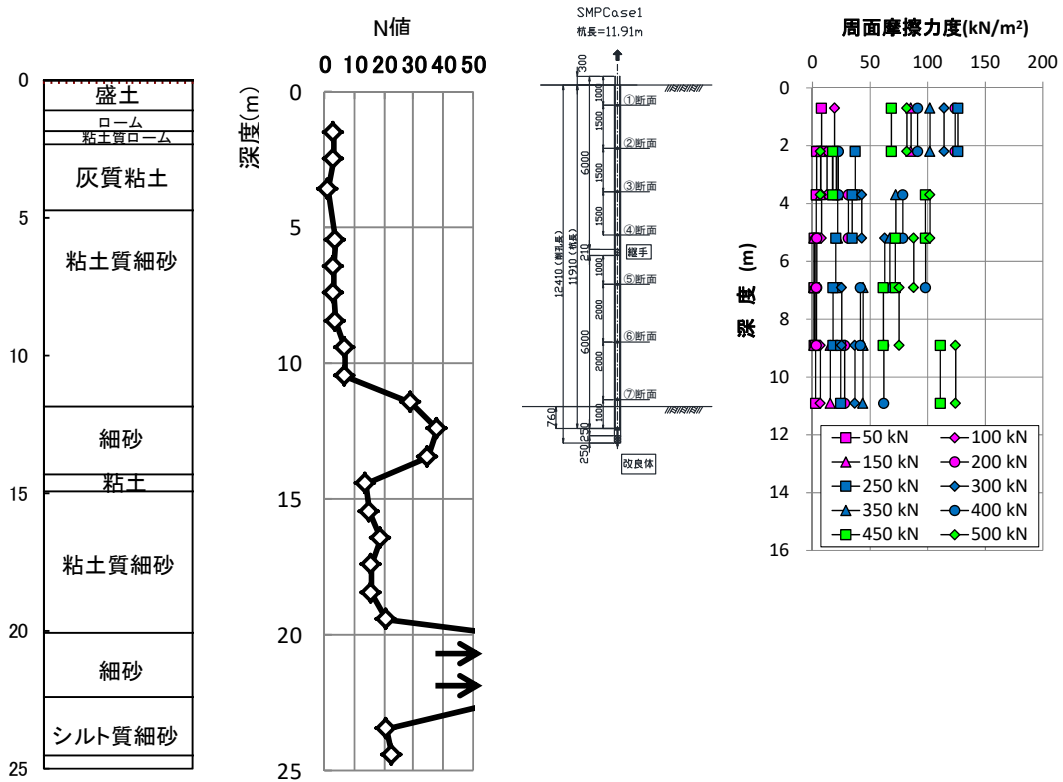 0
盛土
ローム
粘土質ローム
灰質粘土
5
粘土質細砂
10
細砂
粘土
15
粘土質細砂
20
細砂
シルト質細砂
25
N値
0 10 20 30 40 50
深度(m)
0
5
10
15
20
25
SMPCase1
杭長=11.91m
300
1000
①断面
1500
②断面
6000
1500
③断面
1500
④断面
210
継手
12410 (削孔長)
11910 (杭長)
1000
⑤断面
2000
6000
⑥断面
2000
⑦断面
760
1000
250
250
改良体
周面摩擦力度(kN/m²)
0 50 100 150 200
深 度 (m)
0
2
4
6
8
10
12
14
16
50 kN
100 kN
150 kN
200 kN
250 kN
300 kN
350 kN
400 kN
450 kN
500 kN